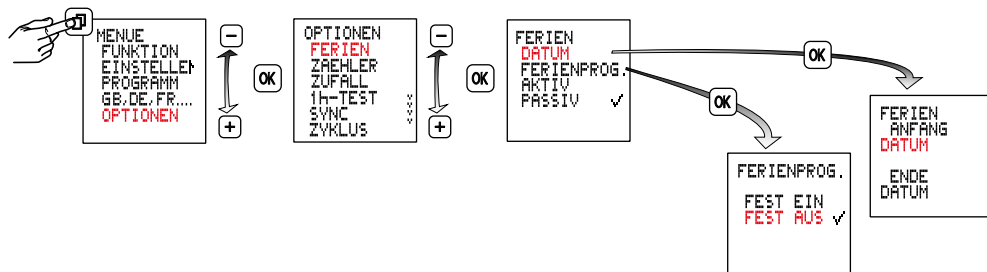 MENUE
FUNKTION
EINSTELLEN
PROGRAMM
GB,DE,FR....
OPTIONEN
OK
OPTIONEN
FERIEN
ZAEHLER
ZUFALL
1h-TEST
SYNC
ZYKLUS
OK
FERIEN
DATUM
FERIENPROG.
AKTIV
PASSIV ✓
OK
FERIENPROG.
FEST EIN
FEST AUS ✓
OK
FERIEN
ANFANG
DATUM
ENDE
DATUM